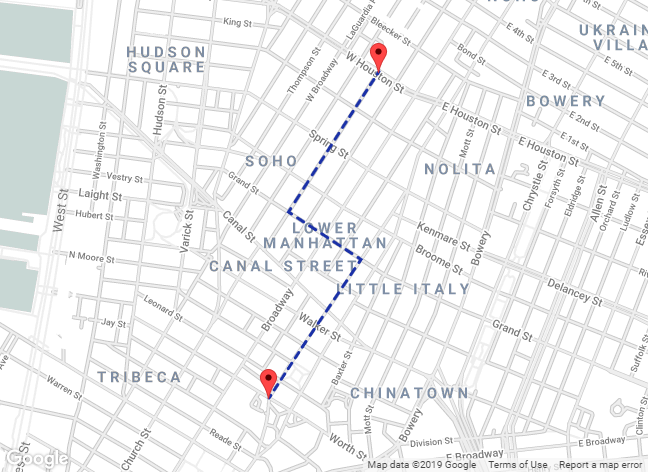 King St
LaGuardia P
Bleecker St
E 4th St
UKRAIN
VILLA
HUDSON
SQUARE
Thompson St
W Broadway
W Houston St
Bond St
E 5th St
E 3rd St
Hudson St
BOWERY
E 2nd St
E Houston St
E 1st St
E Houston St
Washington St
Spring St
Mott St
SOHO
NOLITA
Vestry St
Grand St
Chrystie St
Forsyth St
Eldridge St
Laight St
Allen St
Orchard St
Ludlow St
Essex
West St
Hubert St
Varick St
Canal St
LOWER
MANHATTAN
Kenmare St
Bowery
Broome St
N Moore St
CANAL STREET
Delancey St
Riv
LITTLE ITALY
Leonard St
Broadway
Jay St
Walker St
Grand St
Suffolk St
Baxter St
TRIBECA
Warren St
CHINATOWN
Ave
Church St
Reade St
Worth St
Mott St
Bowery
Division St
E Broadway
E Broadway
Clinton St
est St
Google
Map data ©2019 Google Terms of Use Report a map error